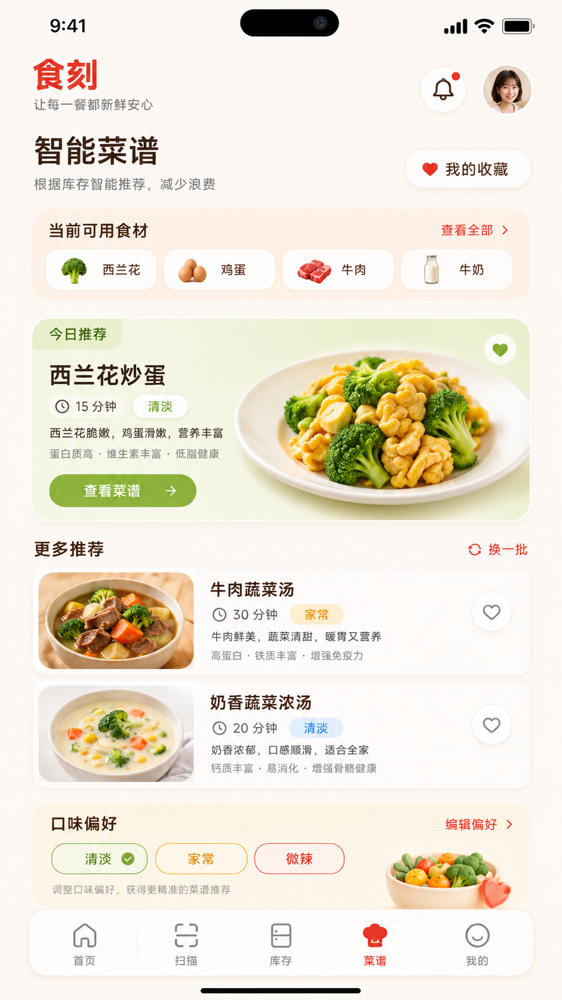 9:41
食刻
让每一餐都新鲜安心
智能菜谱
根据库存智能推荐，减少浪费
我的收藏
当前可用食材
查看全部
西兰花
鸡蛋
牛肉
牛奶
今日推荐
西兰花炒蛋
15 分钟
清淡
西兰花脆嫩，鸡蛋滑嫩，营养丰富
蛋白质高 · 维生素丰富 · 低脂健康
查看菜谱
更多推荐
换一批
牛肉蔬菜汤
30 分钟
家常
牛肉鲜美，蔬菜清甜，暖胃又营养
高蛋白 · 铁质丰富 · 增强免疫力
奶香蔬菜浓汤
20 分钟
清淡
奶香浓郁，口感顺滑，适合全家
钙质丰富 · 易消化 · 增强骨骼健康
口味偏好
编辑偏好
清淡
家常
微辣
调整口味偏好，获得更精准的菜谱推荐
首页
扫描
库存
菜谱
我的